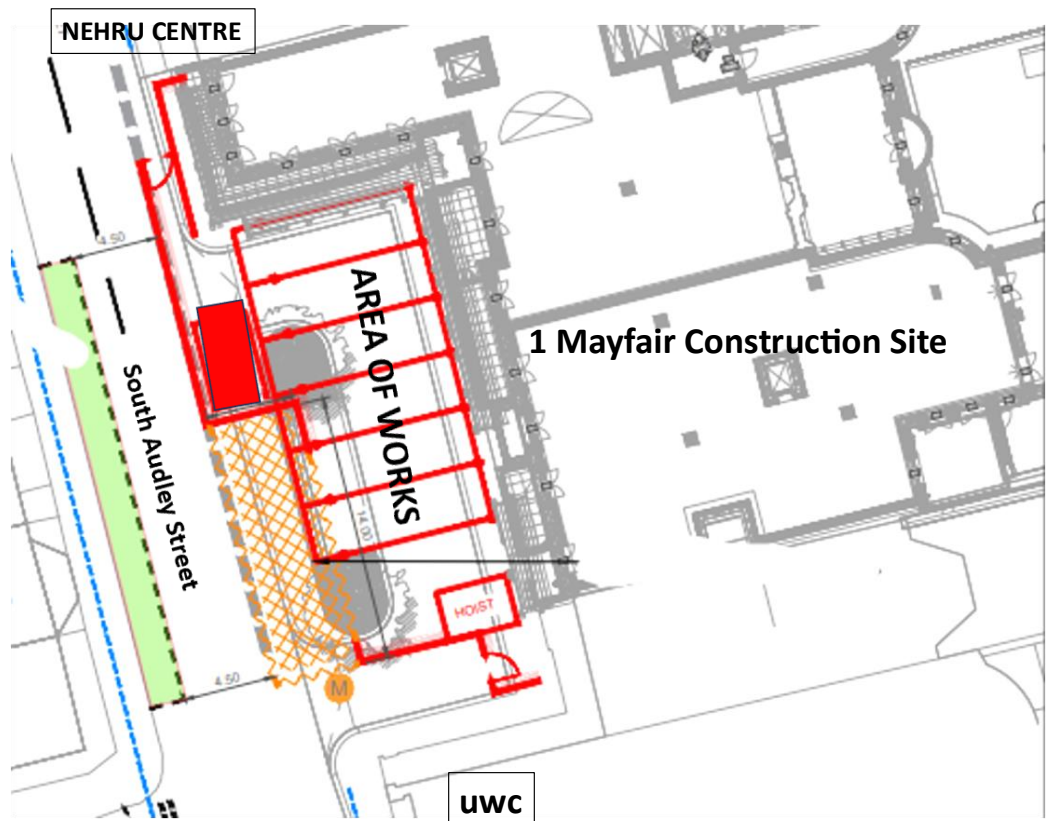 NEHRU CENTRE
4.50
AREA OF WORKS
1 Mayfair Construction Site
South Audley Street
14.00
HOIST
4.50
M
uwc